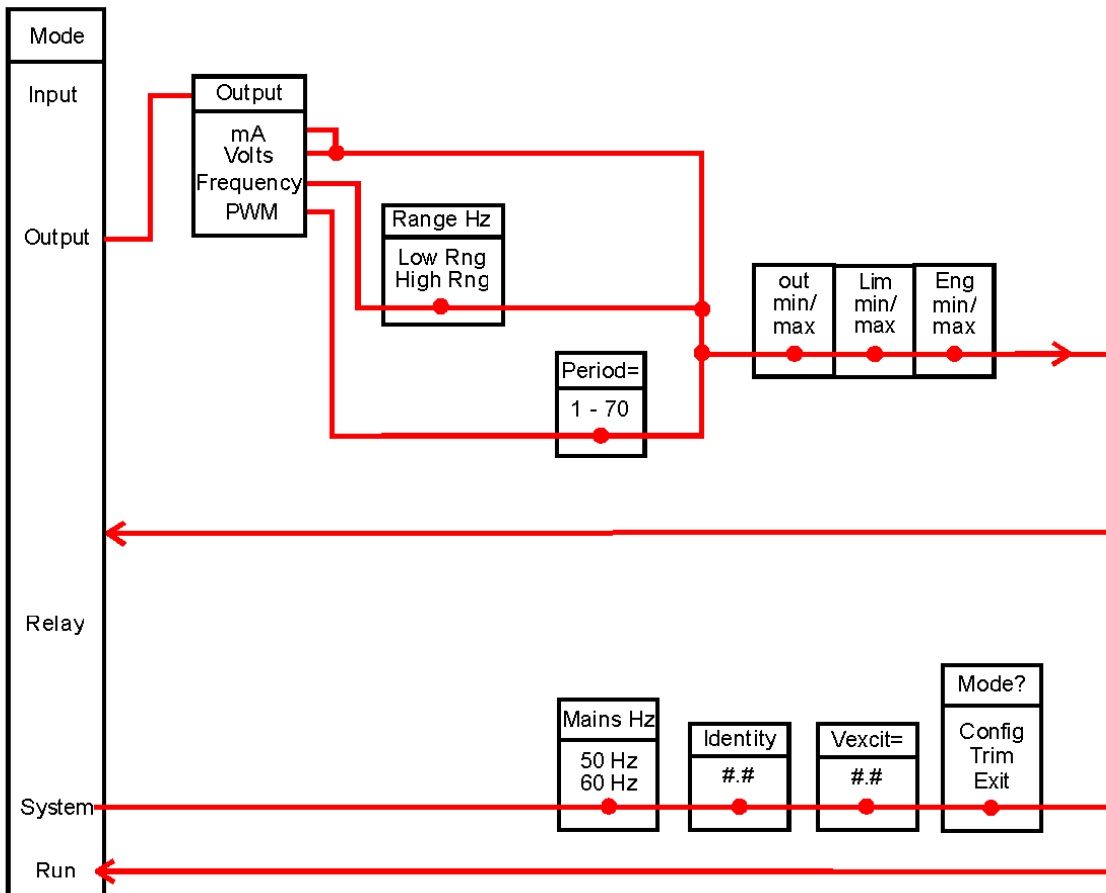 Mode
Input
Output
Relay
System
Run
Output
mA
Volts
Frequency
PWM
Range Hz
Low Rng
High Rng
Period=
1 - 70
out
min/
max
Lim
min/
max
Eng
min/
max
Mains Hz
50 Hz
60 Hz
Identity
#.#
Vexcit=
#.#
Mode?
Config
Trim
Exit